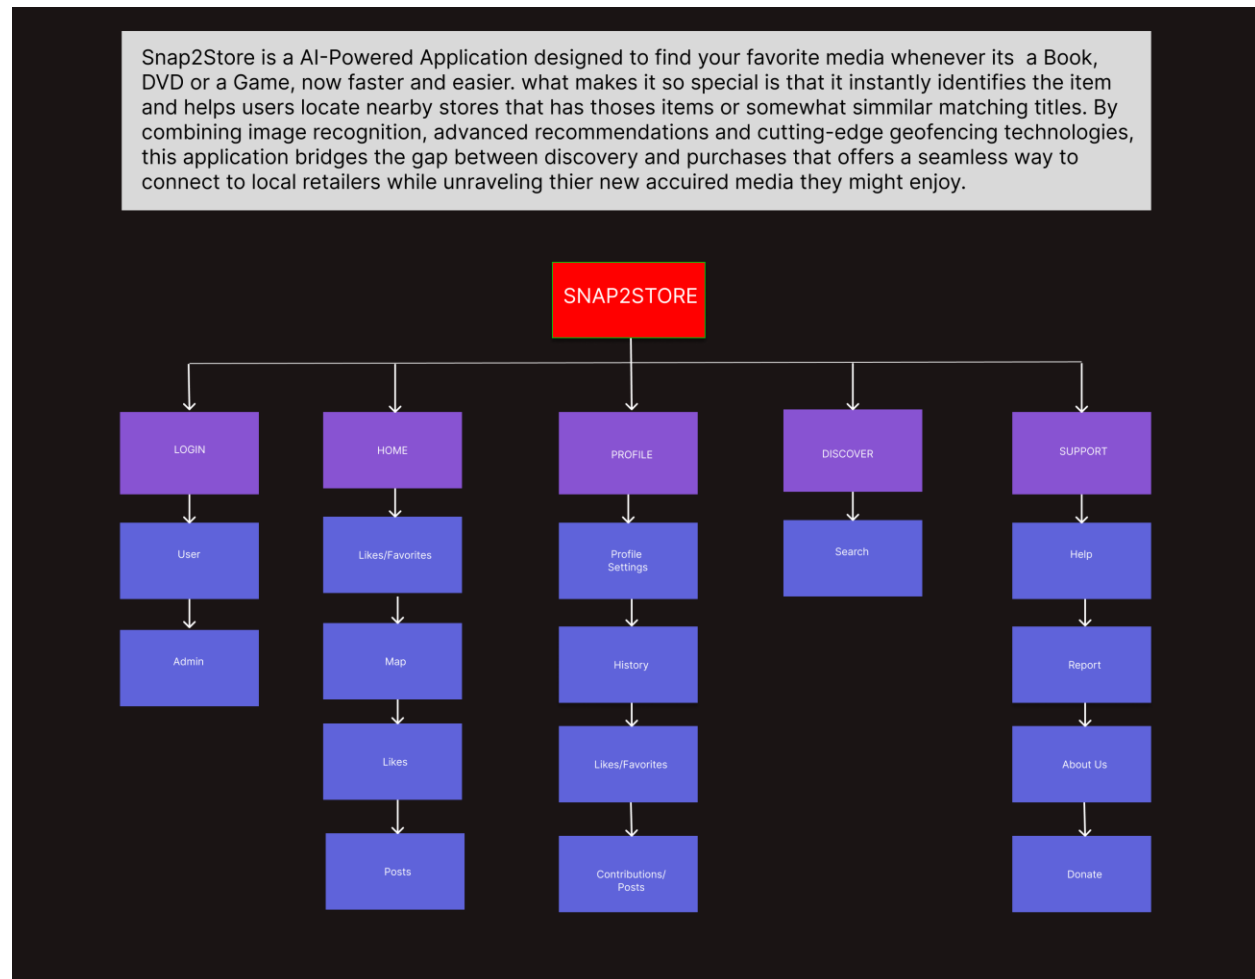 Snap2Store is a AI-Powered Application designed to find your favorite media whenever its a Book,
DVD or a Game, now faster and easier. what makes it so special is that it instantly identifies the item
and helps users locate nearby stores that has thoses items or somewhat simmilar matching titles. By
combining image recognition, advanced recommendations and cutting-edge geofencing technologies,
this application bridges the gap between discovery and purchases that offers a seamless way to
connect to local retailers while unraveling thier new accuired media they might enjoy.
SNAP2STORE
LOGIN
HOME
PROFILE
DISCOVER
SUPPORT
User
Likes/Favorites
Profile
Settings
Search
Help
Admin
Map
History
Report
Likes
Likes/Favorites
About Us
Posts
Contributions/
Posts
Donate